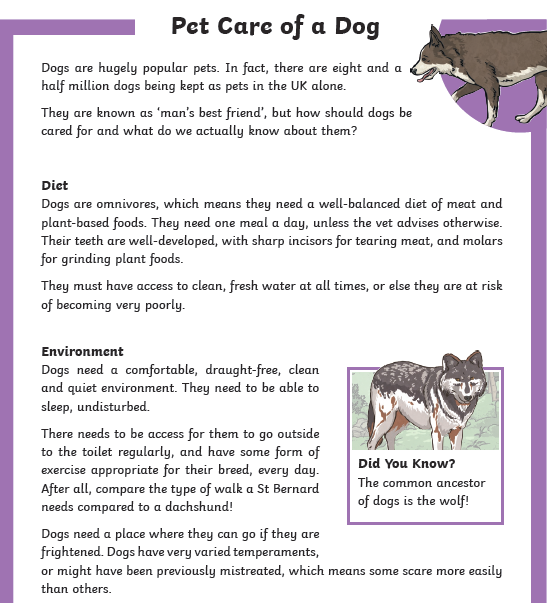 Pet Care of a Dog
Dogs are hugely popular pets. In fact, there are eight and a
half million dogs being kept as pets in the UK alone.
They are known as ‘man’s best friend’, but how should dogs be
cared for and what do we actually know about them?
Diet
Dogs are omnivores, which means they need a well-balanced diet of meat and
plant-based foods. They need one meal a day, unless the vet advises otherwise.
Their teeth are well-developed, with sharp incisors for tearing meat, and molars
for grinding plant foods.
They must have access to clean, fresh water at all times, or else they are at risk
of becoming very poorly.
Environment
Dogs need a comfortable, draught-free, clean
and quiet environment. They need to be able to
sleep, undisturbed.
There needs to be access for them to go outside
to the toilet regularly, and have some form of
exercise appropriate for their breed, every day.
After all, compare the type of walk a St Bernard
needs compared to a dachshund!
Dogs need a place where they can go if they are
frightened. Dogs have very varied temperaments,
or might have been previously mistreated, which means some scare more easily
than others.
Did You Know?
The common ancestor
of dogs is the wolf!